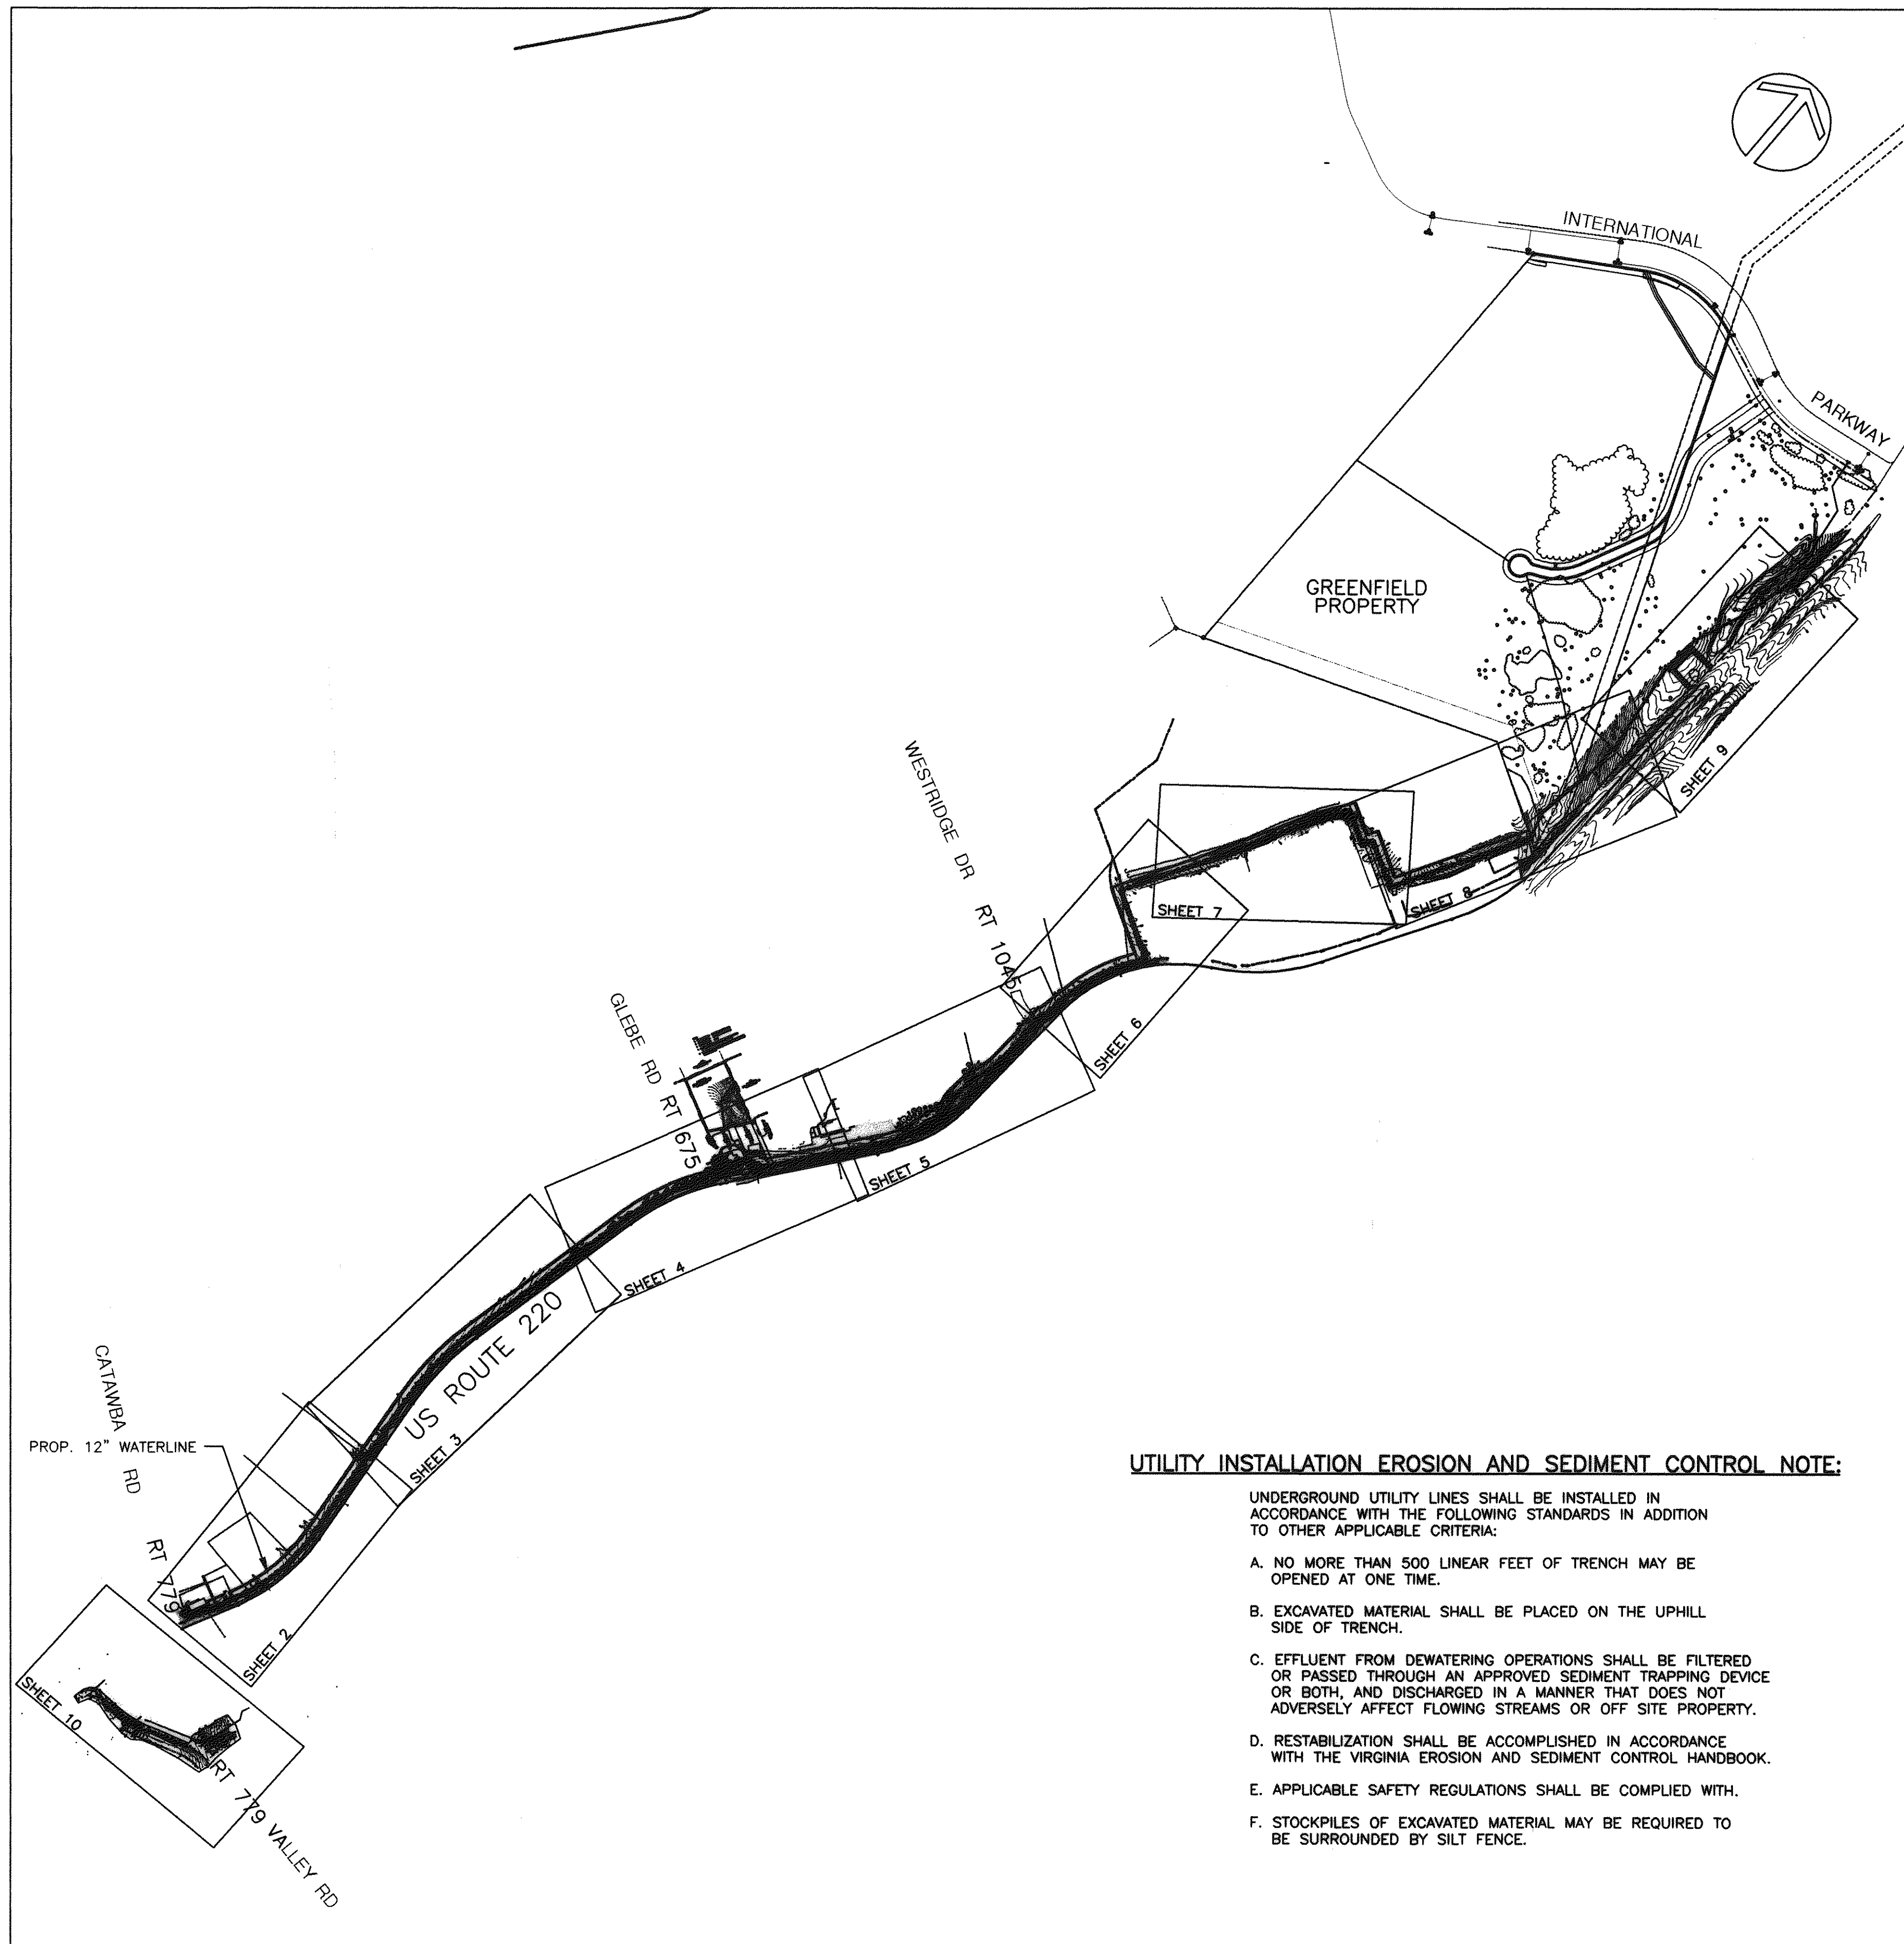 INTERNATIONAL
PARKWAY
GREENFIELD
PROPERTY
SHEET 9
WESTRIDGE DR RT 1045
SHEET 7
SHEET 8
SHEET 6
GLEBE RD RT 675
SHEET 5
SHEET 4
US ROUTE 220
SHEET 3
CATAWBA RD RT 779
PROP. 12" WATERLINE
SHEET 2
SHEET 10
RT 779 VALLEY RD
UTILITY INSTALLATION EROSION AND SEDIMENT CONTROL NOTE:
UNDERGROUND UTILITY LINES SHALL BE INSTALLED IN
ACCORDANCE WITH THE FOLLOWING STANDARDS IN ADDITION
TO OTHER APPLICABLE CRITERIA:
A. NO MORE THAN 500 LINEAR FEET OF TRENCH MAY BE
OPENED AT ONE TIME.
B. EXCAVATED MATERIAL SHALL BE PLACED ON THE UPHILL
SIDE OF TRENCH.
C. EFFLUENT FROM DEWATERING OPERATIONS SHALL BE FILTERED
OR PASSED THROUGH AN APPROVED SEDIMENT TRAPPING DEVICE
OR BOTH, AND DISCHARGED IN A MANNER THAT DOES NOT
ADVERSELY AFFECT FLOWING STREAMS OR OFF SITE PROPERTY.
D. RESTABILIZATION SHALL BE ACCOMPLISHED IN ACCORDANCE
WITH THE VIRGINIA EROSION AND SEDIMENT CONTROL HANDBOOK.
E. APPLICABLE SAFETY REGULATIONS SHALL BE COMPLIED WITH.
F. STOCKPILES OF EXCAVATED MATERIAL MAY BE REQUIRED TO
BE SURROUNDED BY SILT FENCE.